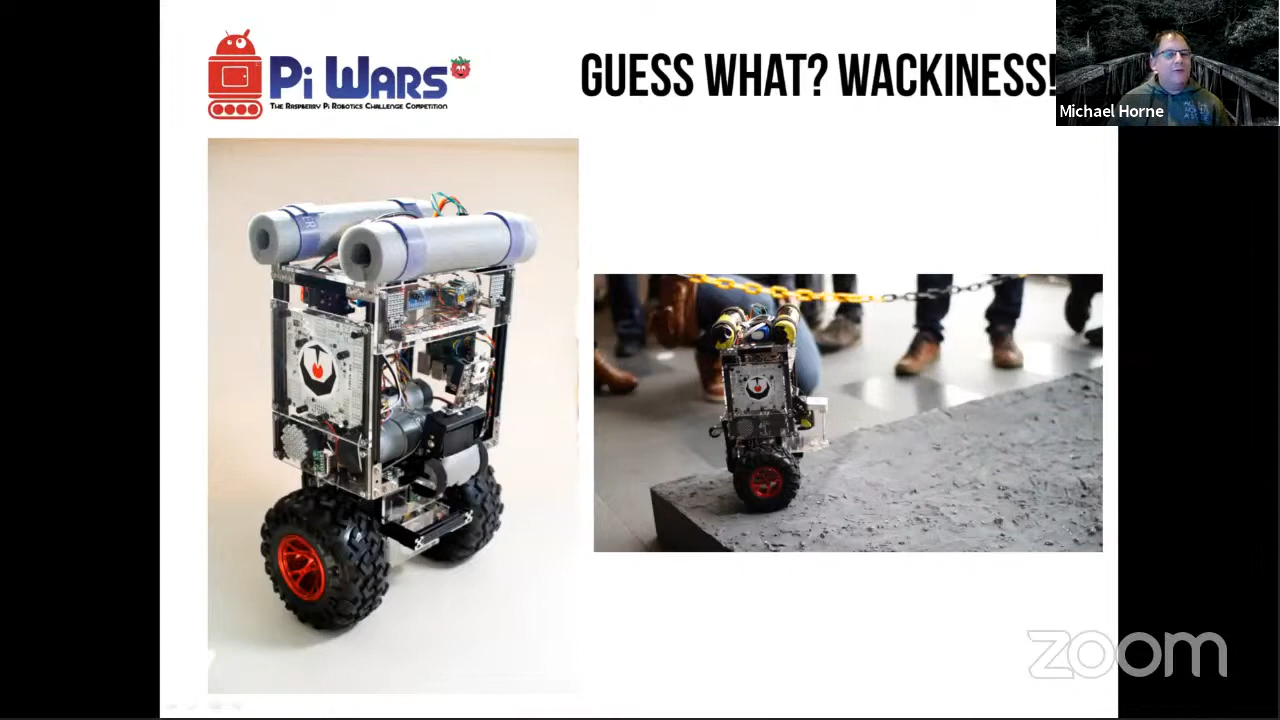 Pi Wars
The Raspberry Pi Robotics Challenge Competition
GUESS WHAT? WACKINESS!
Michael Horne
zoom